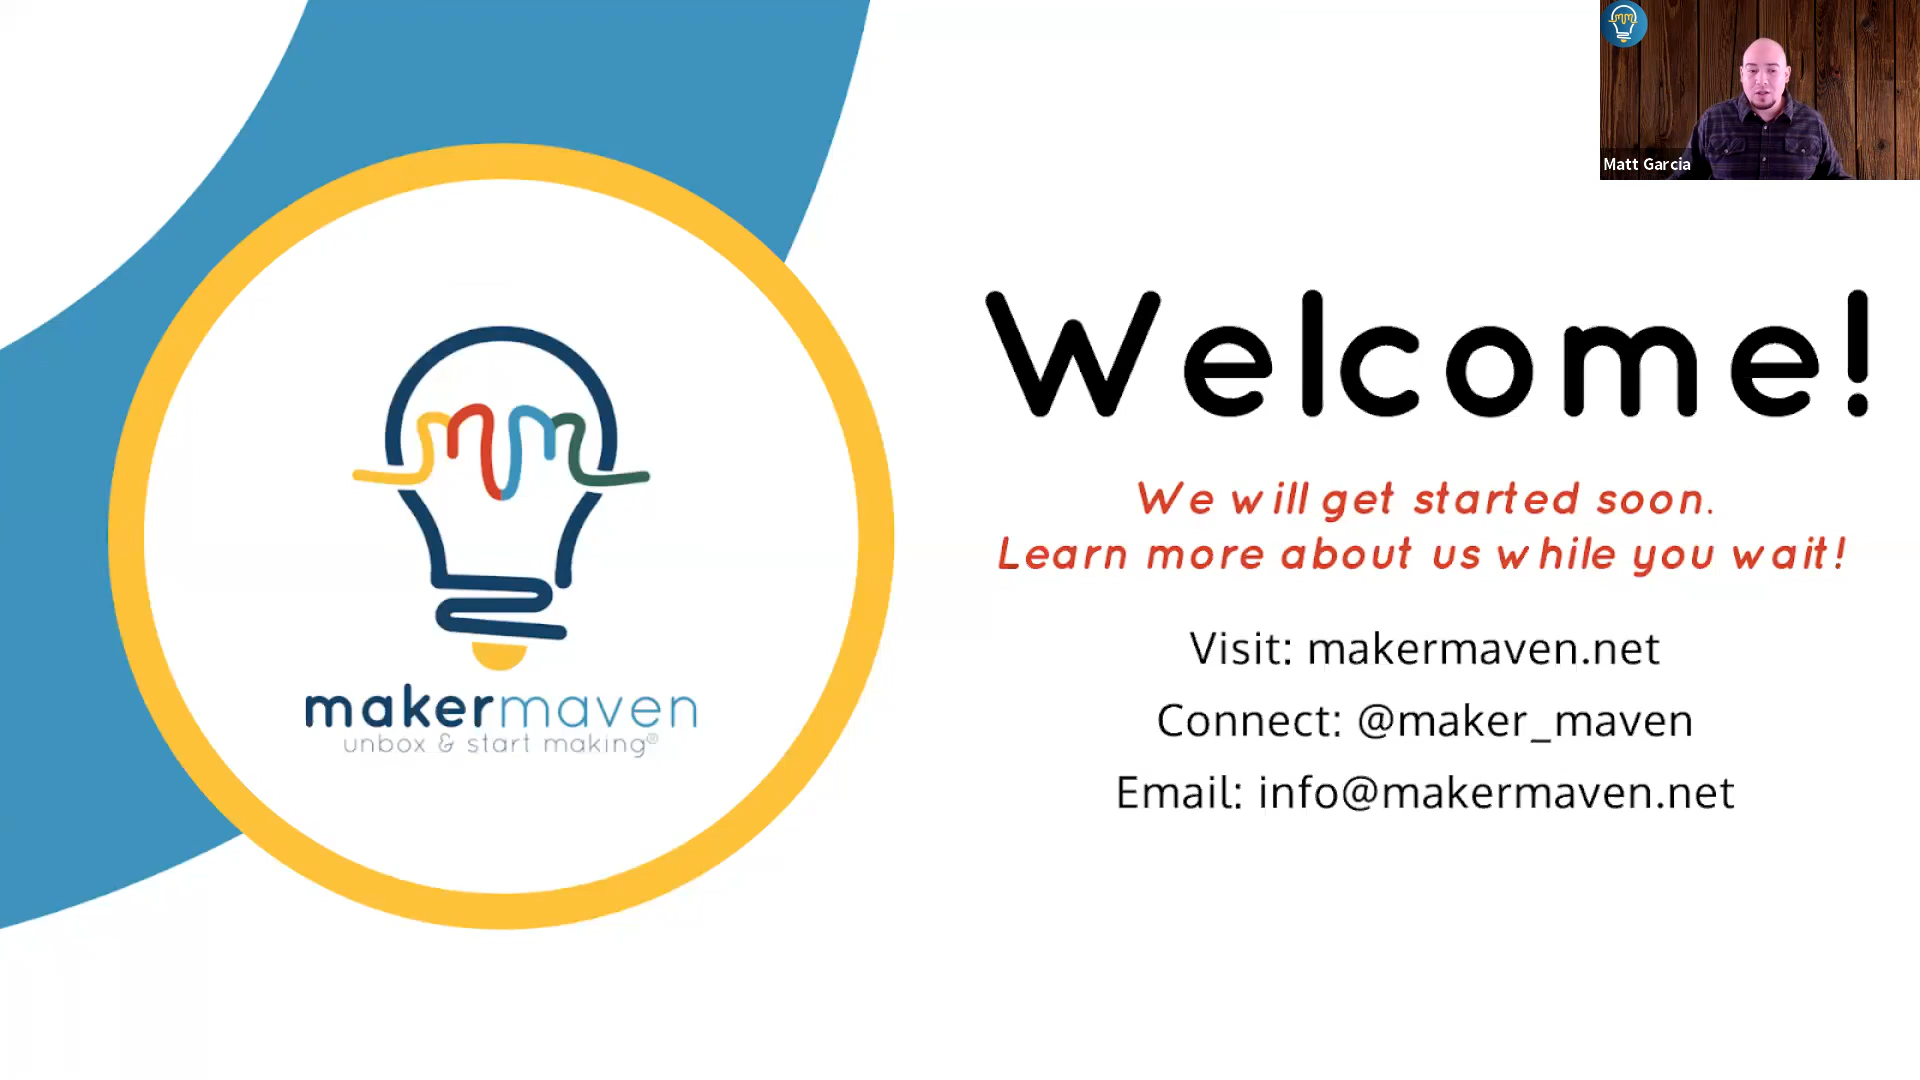 Matt Garcia
Welcome!
We will get started soon.
Learn more about us while you wait!
Visit: makermaven.net
Connect: @maker_maven
Email: info@makermaven.net
makermaven
unbox & start making®